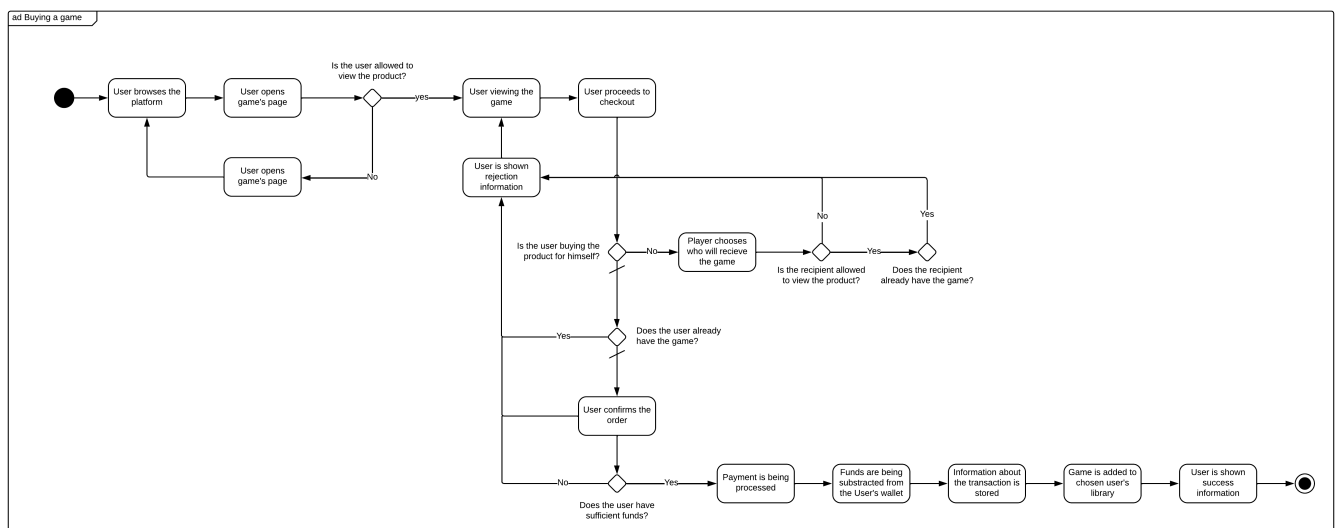 ad Buying a game
Is the user allowed to
view the product?
User browses the
platform
User opens
game's page
yes
User viewing the
game
User proceeds to
checkout
User opens
game's page
No
User is shown
rejection
information
No
Yes
Is the user buying the
product for himself?
No
Player chooses
who will recieve
the game
Yes
Is the recipient allowed
to view the product?
Does the recipient
already have the game?
Yes
Does the user already
have the game?
User confirms the
order
No
Yes
Does the user have
sufficient funds?
Payment is being
processed
Funds are being
substracted from
the User's wallet
Information about
the transaction is
stored
Game is added to
chosen user's
library
User is shown
success
information